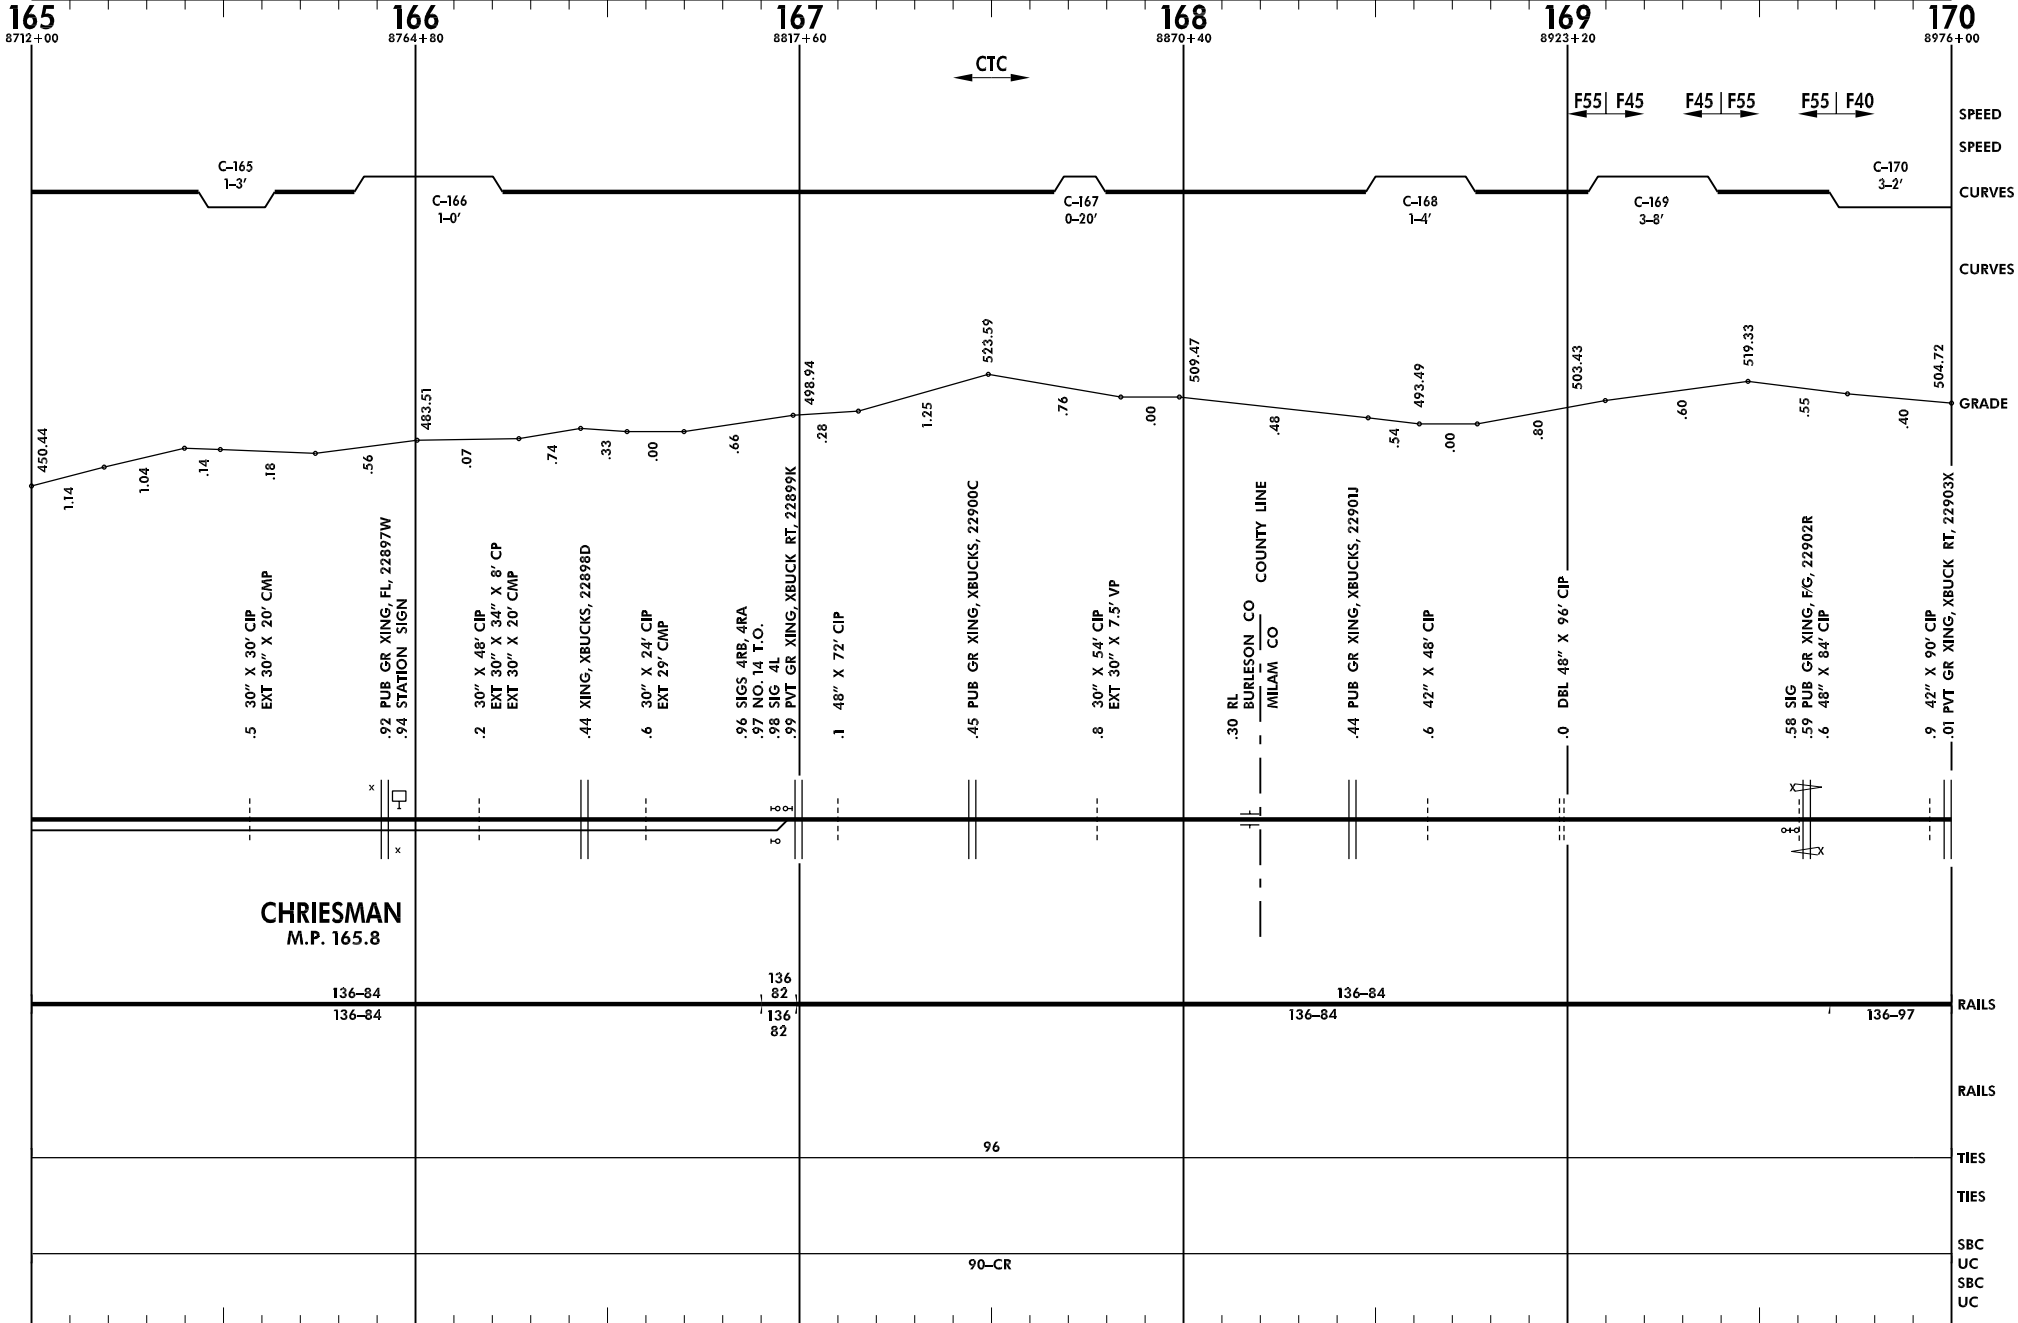 165 166 167 168 169 170
8712+00 8764+80 8817+60 8870+40 8923+20 8976+00
CTC
F55 F45 F45 F55 F55 F40
SPEED
SPEED
C–165
1–3′
C–166
1–0′
C–167
0–20′
C–168
1–4′
C–169
3–8′
C–170
3–2′
CURVES
CURVES
450.44
483.51
498.94
523.59
509.47
493.49
503.43
519.33
504.72
GRADE
1.14
1.04
.14
.18
.56
.07
.74
.33
.00
.66
.28
1.25
.76
.00
.48
.54
.00
.80
.60
.55
.40
.5 30″ X 30′ CIP
EXT 30″ X 20′ CMP
.92 PUB GR XING, FL, 22897W
.94 STATION SIGN
.2 30″ X 48′ CIP
EXT 30″ X 34″ X 8′ CP
EXT 30″ X 20′ CMP
.44 XING, XBUCKS, 22898D
.6 30″ X 24′ CIP
EXT 29′ CMP
.96 SIGS 4RB, 4RA
.97 NO. 14 T.O.
.98 SIG 4L
.99 PVT GR XING, XBUCK RT, 22899K
.1 48″ X 72′ CIP
.45 PUB GR XING, XBUCKS, 22900C
.8 30″ X 54′ CIP
EXT 30″ X 7.5′ VP
.30 RL
BURLESON CO
COUNTY LINE
MILAM CO
.44 PUB GR XING, XBUCKS, 22901J
.6 42″ X 48′ CIP
.0 DBL 48″ X 96′ CIP
.58 SIG
.59 PUB GR XING, F/G, 22902R
.6 48″ X 84′ CIP
.9 42″ X 90′ CIP
.01 PVT GR XING, XBUCK RT, 22903X
x
x
X
X
CHRIESMAN
M.P. 165.8
136–84
136–84
136
82
136
82
136–84
136–84
136–97
RAILS
RAILS
96
TIES
TIES
90–CR
SBC
UC
SBC
UC